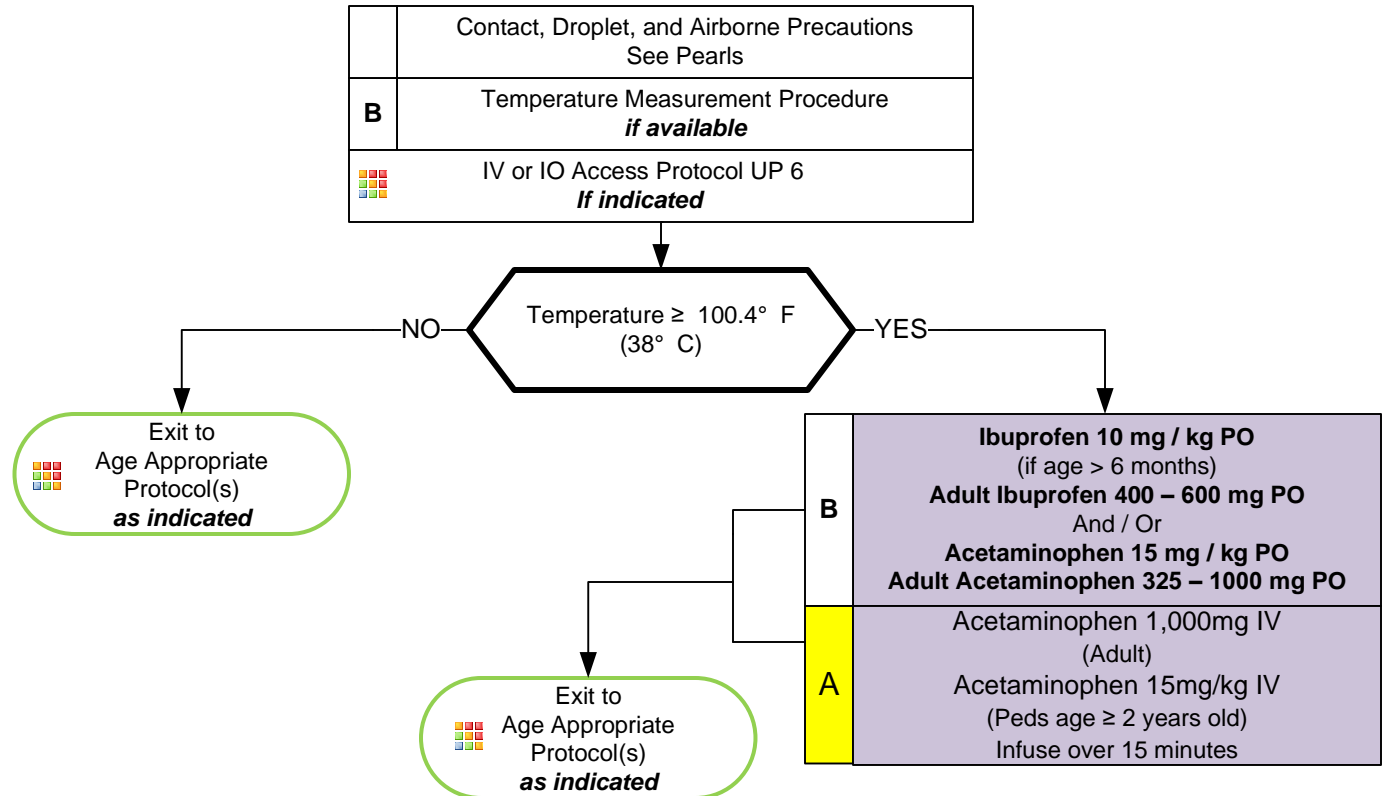 Contact, Droplet, and Airborne Precautions
See Pearls
B
Temperature Measurement Procedure
if available
IV or IO Access Protocol UP 6
If indicated
Temperature ≥ 100.4° F
(38° C)
NO
YES
Exit to
Age Appropriate
Protocol(s)
as indicated
B
Ibuprofen 10 mg / kg PO
(if age > 6 months)
Adult Ibuprofen 400 – 600 mg PO
And / Or
Acetaminophen 15 mg / kg PO
Adult Acetaminophen 325 – 1000 mg PO
A
Acetaminophen 1,000mg IV
(Adult)
Acetaminophen 15mg/kg IV
(Peds age ≥ 2 years old)
Infuse over 15 minutes
Exit to
Age Appropriate
Protocol(s)
as indicated